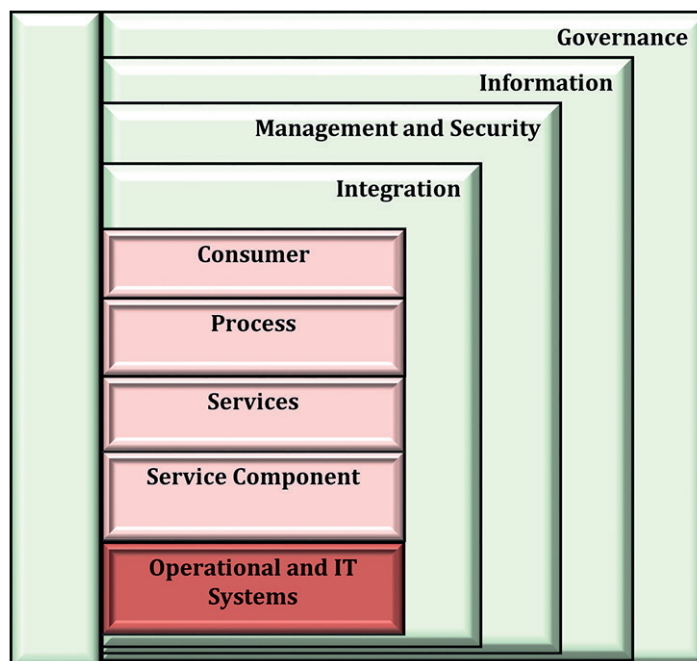 Governance
Information
Management and Security
Integration
Consumer
Process
Services
Service Component
Operational and IT
Systems